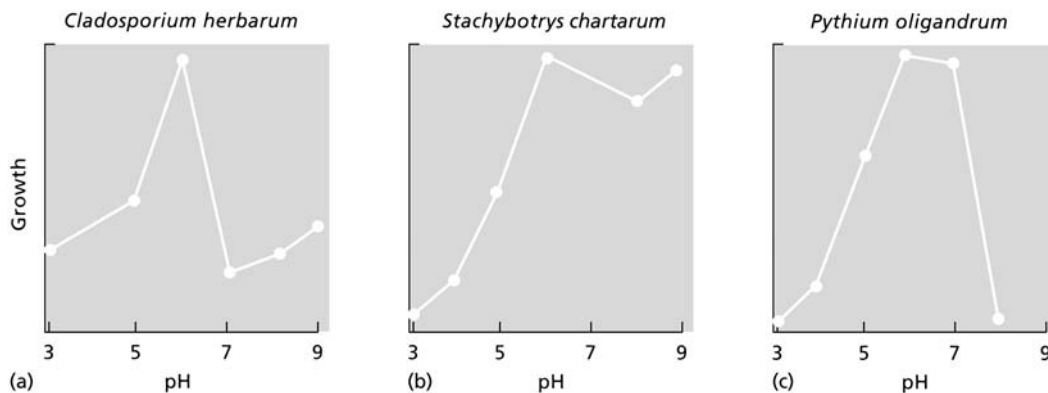 Cladosporium herbarum
Stachybotrys chartarum
Pythium oligandrum
Growth
3 5 7 9
3 5 7 9
3 5 7 9
(a) pH
(b) pH
(c) pH